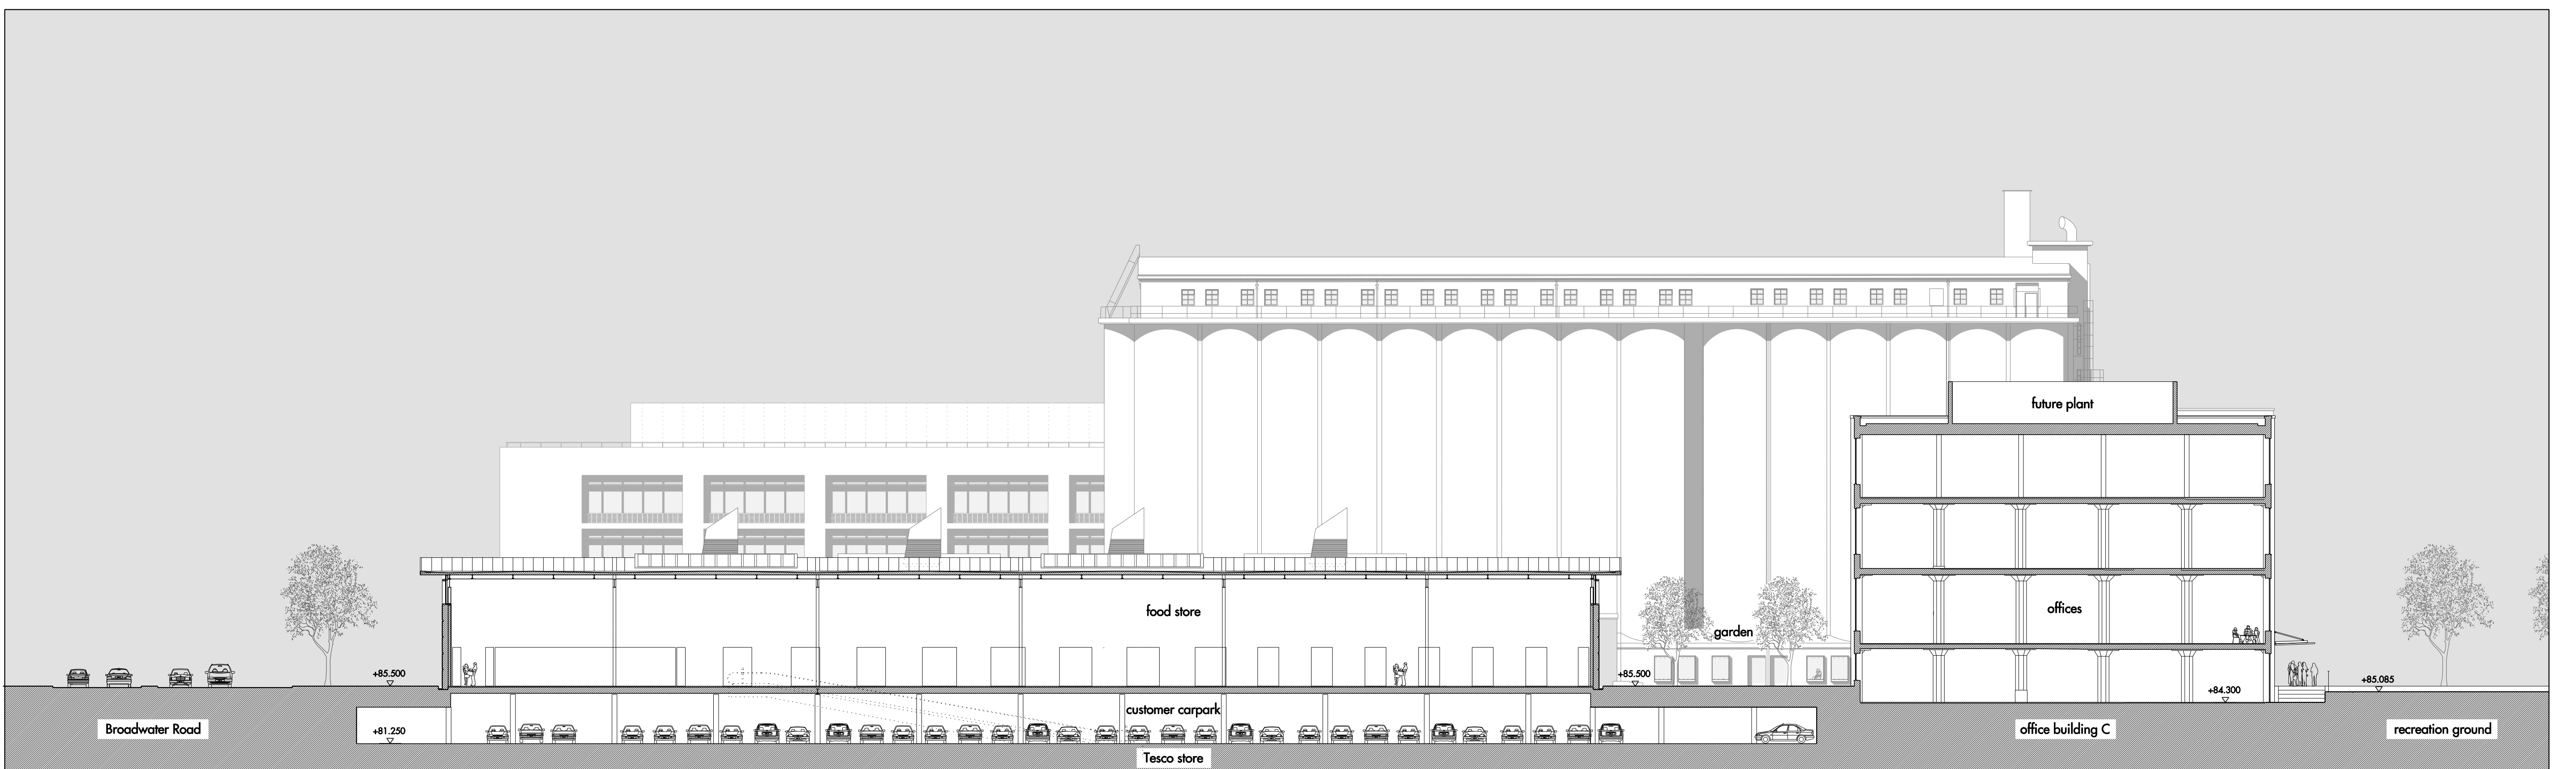 future plant
food store
offices
garden
+85.500
+85.500
+85.085
+84.300
customer carpark
Broadwater Road
+81.250
office building C
recreation ground
Tesco store